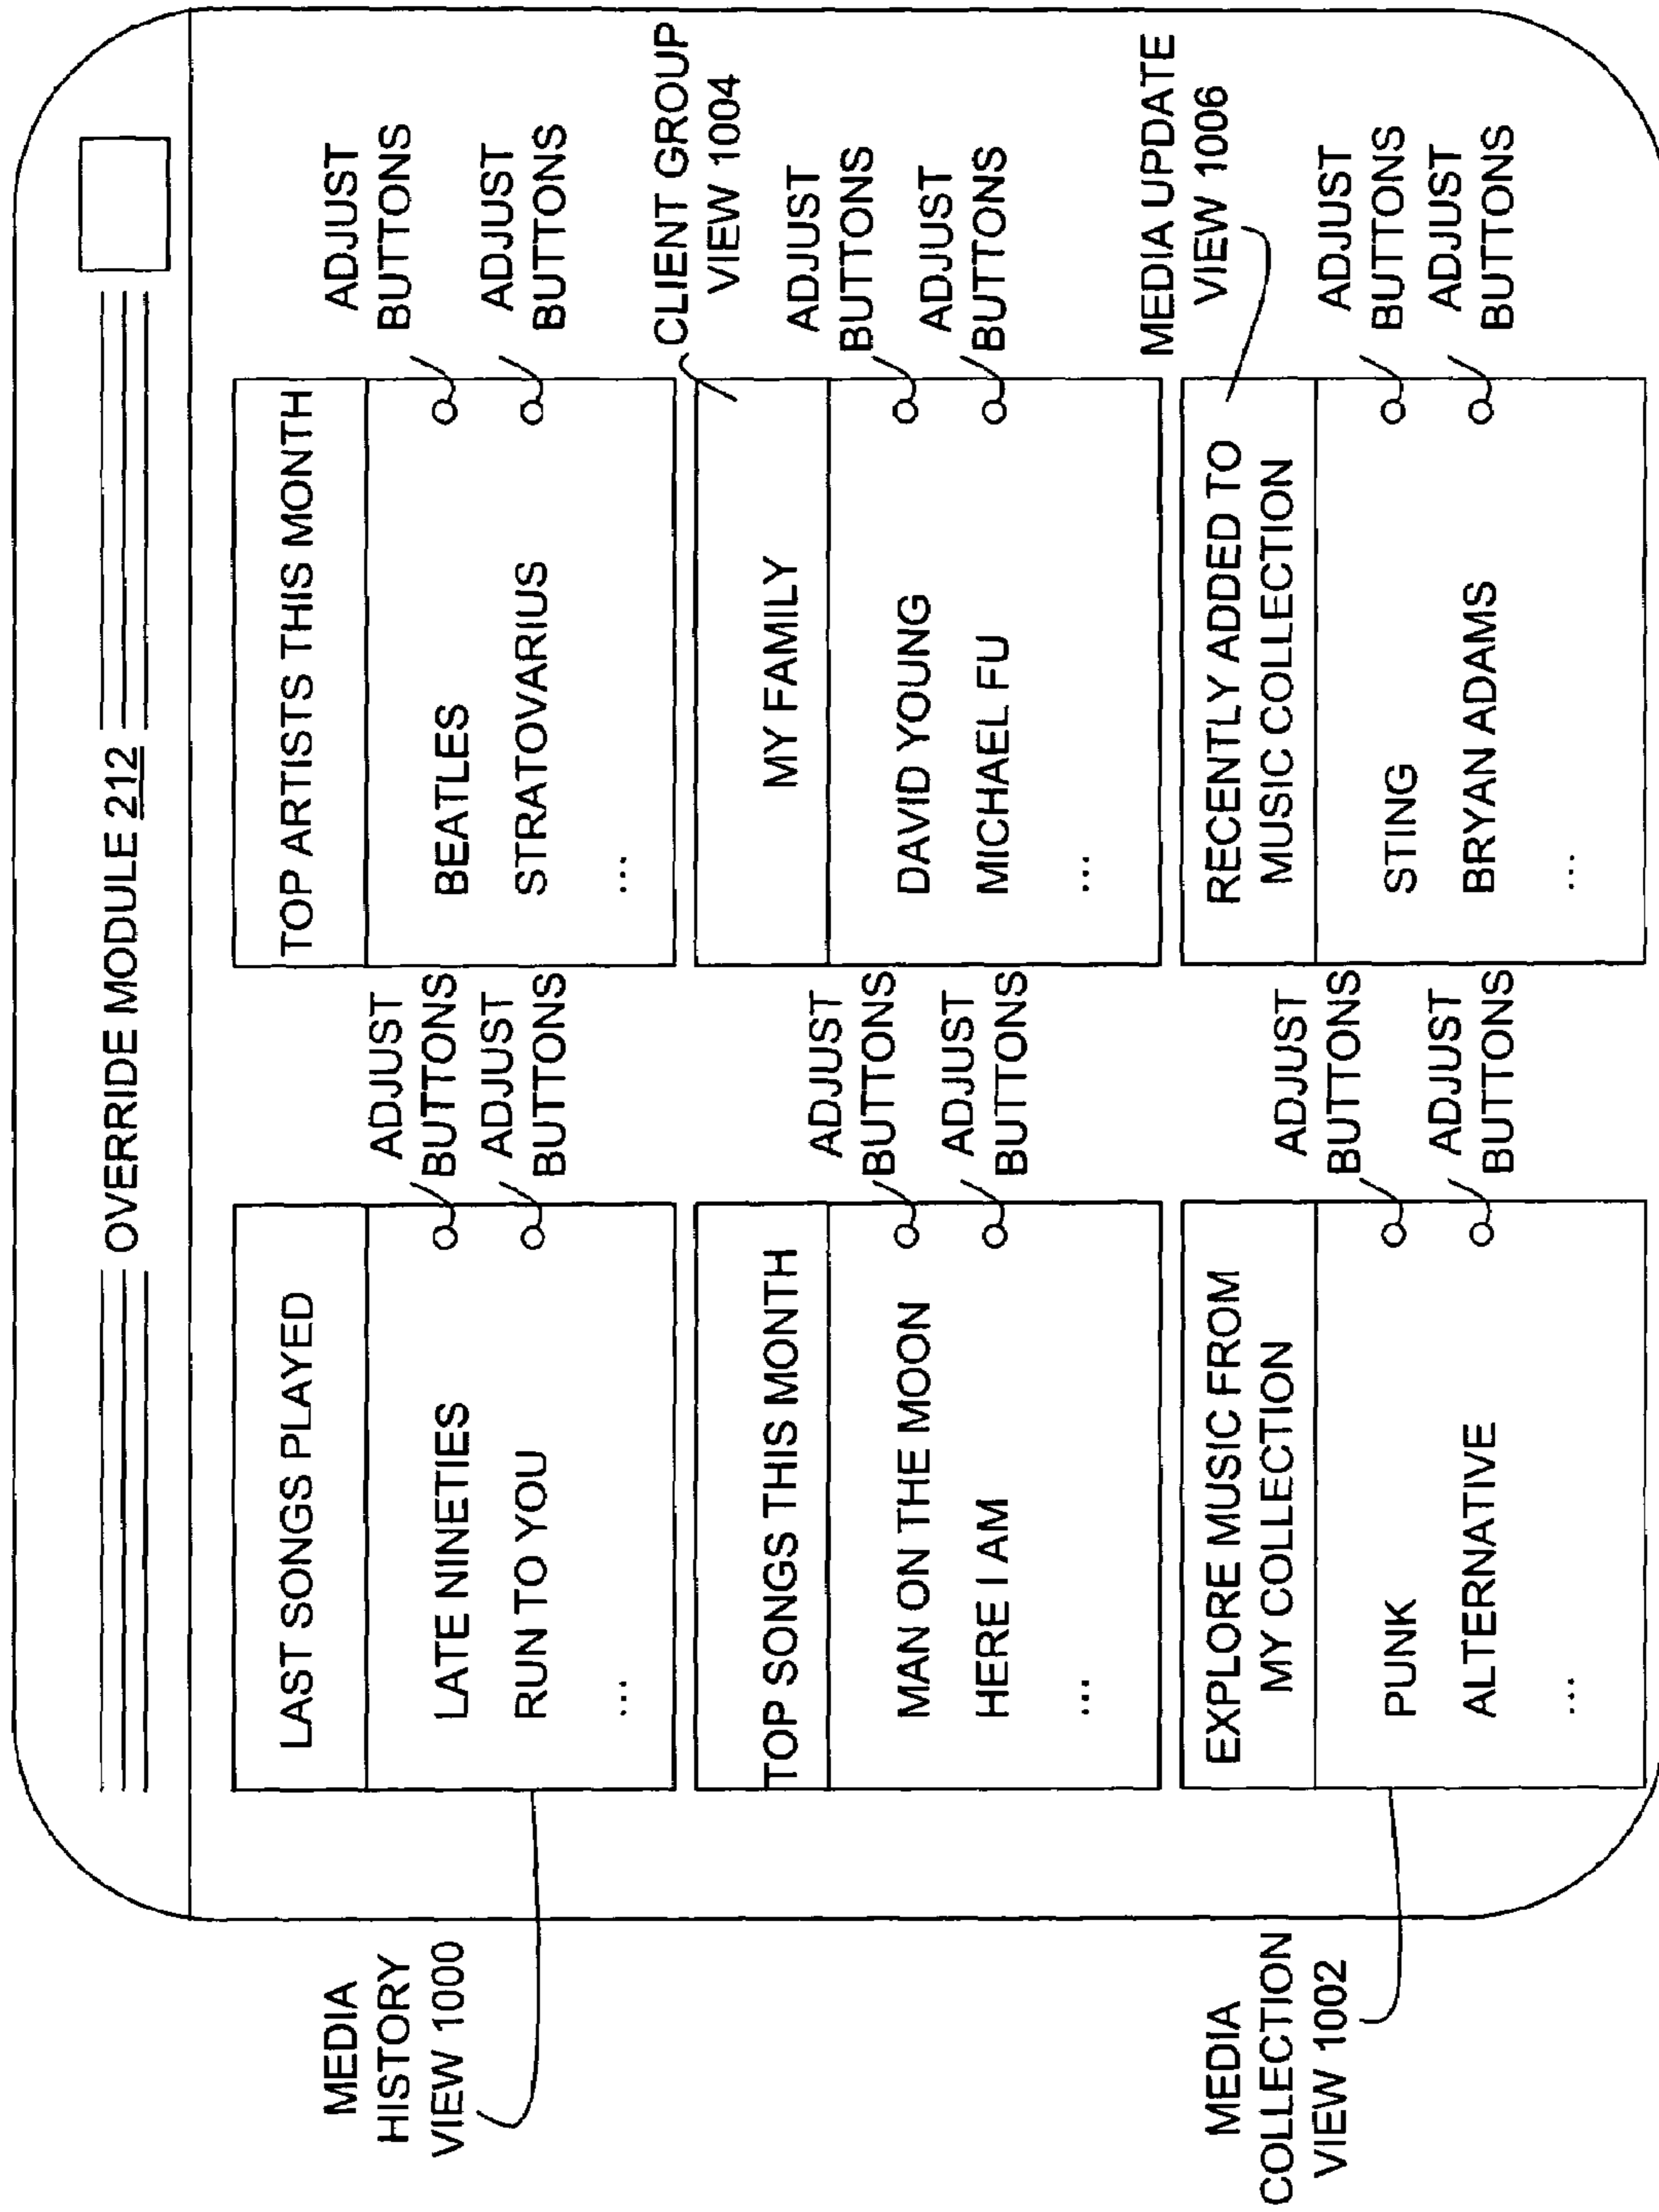 OVERRIDE MODULE 212
MEDIA
HISTORY
VIEW 1000
LAST SONGS PLAYED
LATE NINETIES
RUN TO YOU
...
ADJUST
BUTTONS
ADJUST
BUTTONS
TOP ARTISTS THIS MONTH
BEATLES
STRATOVARIUS
...
ADJUST
BUTTONS
ADJUST
BUTTONS
TOP SONGS THIS MONTH
MAN ON THE MOON
HERE I AM
...
ADJUST
BUTTONS
ADJUST
BUTTONS
CLIENT GROUP
VIEW 1004
MY FAMILY
DAVID YOUNG
MICHAEL FU
...
ADJUST
BUTTONS
ADJUST
BUTTONS
MEDIA
COLLECTION
VIEW 1002
EXPLORE MUSIC FROM
MY COLLECTION
PUNK
ALTERNATIVE
...
ADJUST
BUTTONS
ADJUST
BUTTONS
MEDIA UPDATE
VIEW 1006
RECENTLY ADDED TO
MUSIC COLLECTION
STING
BRYAN ADAMS
...
ADJUST
BUTTONS
ADJUST
BUTTONS